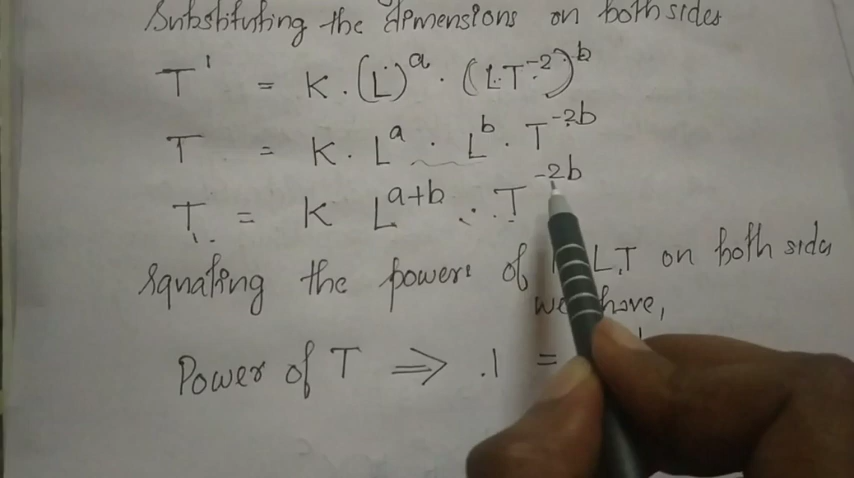 Substituting the dimensions on both sides
T¹ = K . (L)ᵃ . (LT⁻²)ᵇ
T = K . Lᵃ . Lᵇ . T⁻²ᵇ
T = K Lᵃ⁺ᵇ . T⁻²ᵇ
Equating the powers of L.T on both sides
we have,
Power of T ⇒ .1 =